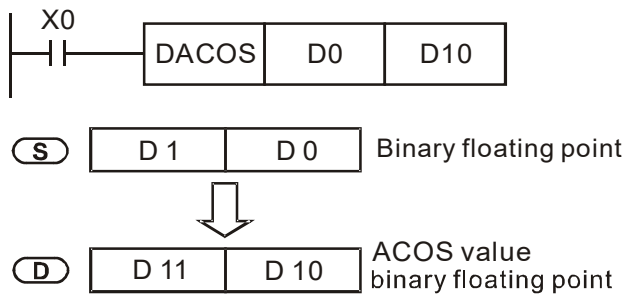 X0
DACOS D0 D10
S D 1 D 0 Binary floating point
D D 11 D 10 ACOS value
binary floating point